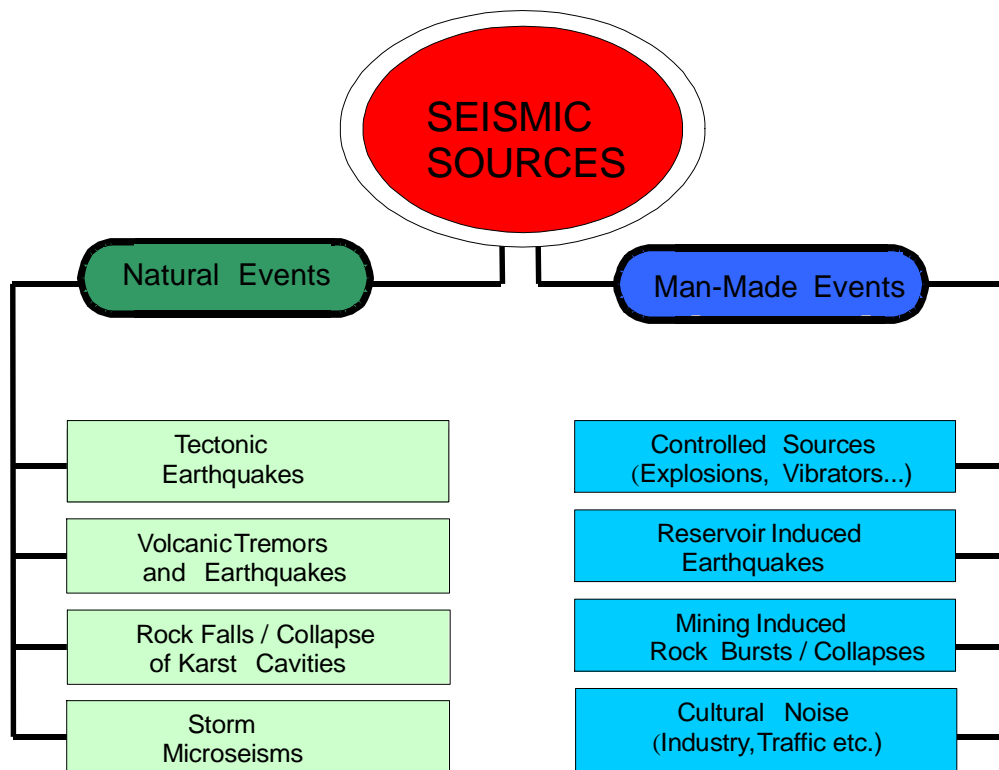 SEISMIC
SOURCES
Natural Events
Man-Made Events
Tectonic
Earthquakes
Volcanic Tremors
and Earthquakes
Rock Falls / Collapse
of Karst Cavities
Storm
Microseisms
Controlled Sources
(Explosions, Vibrators...)
Reservoir Induced
Earthquakes
Mining Induced
Rock Bursts / Collapses
Cultural Noise
(Industry, Traffic etc.)